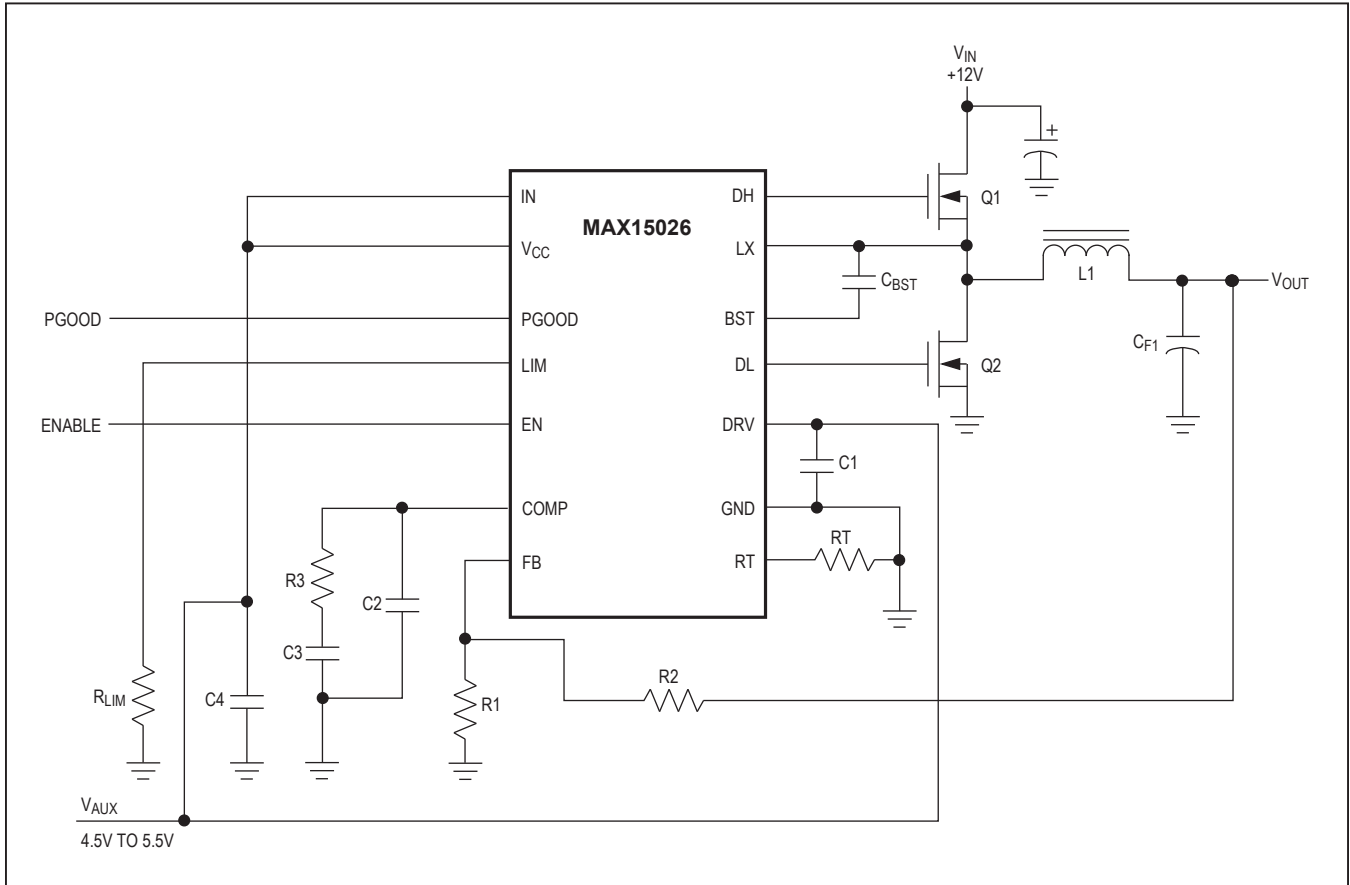 VIN
+12V
+
IN
DH
Q1
MAX15026
VCC
LX
CBST
L1
VOUT
PGOOD
PGOOD
BST
CF1
LIM
DL
Q2
ENABLE
EN
DRV
C1
COMP
GND
RT
R3
C2
FB
RT
C3
R2
RLIM
C4
R1
VAUX
4.5V TO 5.5V